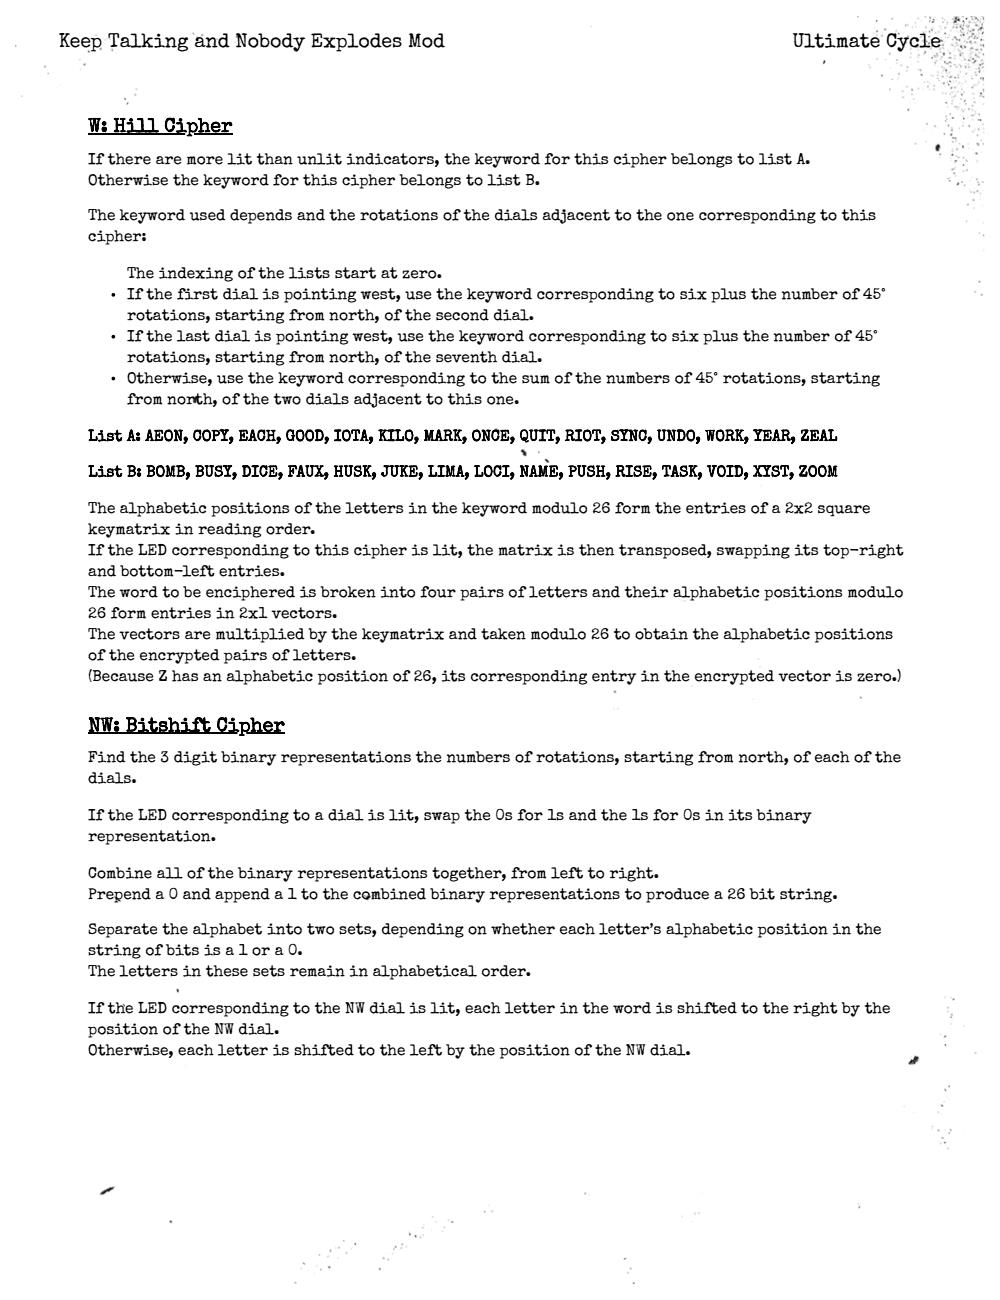 Keep Talking and Nobody Explodes Mod
Ultimate Cycle
W: Hill Cipher
If there are more lit than unlit indicators, the keyword for this cipher belongs to list A.
Otherwise the keyword for this cipher belongs to list B.
The keyword used depends and the rotations of the dials adjacent to the one corresponding to this
cipher:
The indexing of the lists start at zero.
• If the first dial is pointing west, use the keyword corresponding to six plus the number of 45°
rotations, starting from north, of the second dial.
• If the last dial is pointing west, use the keyword corresponding to six plus the number of 45°
rotations, starting from north, of the seventh dial.
• Otherwise, use the keyword corresponding to the sum of the numbers of 45° rotations, starting
from north, of the two dials adjacent to this one.
List A: AEON, COPY, EACH, GOOD, IOTA, KILO, MARK, ONCE, QUIT, RIOT, SYNC, UNDO, WORK, YEAR, ZEAL
List B: BOMB, BUSY, DICE, FAUX, HUSK, JUKE, LIMA, LOCI, NAME, PUSH, RISE, TASK, VOID, XYST, ZOOM
The alphabetic positions of the letters in the keyword modulo 26 form the entries of a 2x2 square
keymatrix in reading order.
If the LED corresponding to this cipher is lit, the matrix is then transposed, swapping its top-right
and bottom-left entries.
The word to be enciphered is broken into four pairs of letters and their alphabetic positions modulo
26 form entries in 2x1 vectors.
The vectors are multiplied by the keymatrix and taken modulo 26 to obtain the alphabetic positions
of the encrypted pairs of letters.
(Because Z has an alphabetic position of 26, its corresponding entry in the encrypted vector is zero.)
NW: Bitshift Cipher
Find the 3 digit binary representations the numbers of rotations, starting from north, of each of the
dials.
If the LED corresponding to a dial is lit, swap the 0s for 1s and the 1s for 0s in its binary
representation.
Combine all of the binary representations together, from left to right.
Prepend a 0 and append a 1 to the combined binary representations to produce a 26 bit string.
Separate the alphabet into two sets, depending on whether each letter's alphabetic position in the
string of bits is a 1 or a 0.
The letters in these sets remain in alphabetical order.
If the LED corresponding to the NW dial is lit, each letter in the word is shifted to the right by the
position of the NW dial.
Otherwise, each letter is shifted to the left by the position of the NW dial.